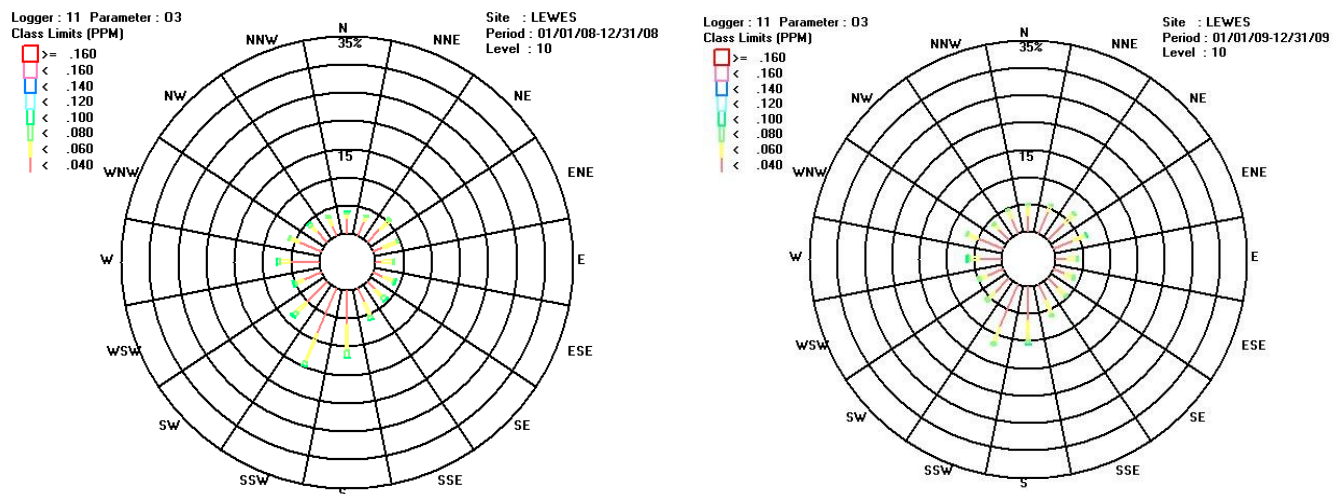 Logger : 11 Parameter : O3
Class Limits (PPM)
>= .160
< .160
< .140
< .120
< .100
< .080
< .060
< .040
Site : LEWES
Period : 01/01/08-12/31/08
Level : 10
N
35%
15
NNW
NNE
NW
NE
WNW
ENE
W
E
WSW
ESE
SW
SE
SSW
SSE
S
Logger : 11 Parameter : O3
Class Limits (PPM)
>= .160
< .160
< .140
< .120
< .100
< .080
< .060
< .040
Site : LEWES
Period : 01/01/09-12/31/09
Level : 10
N
35%
15
NNW
NNE
NW
NE
WNW
ENE
W
E
WSW
ESE
SW
SE
SSW
SSE
S